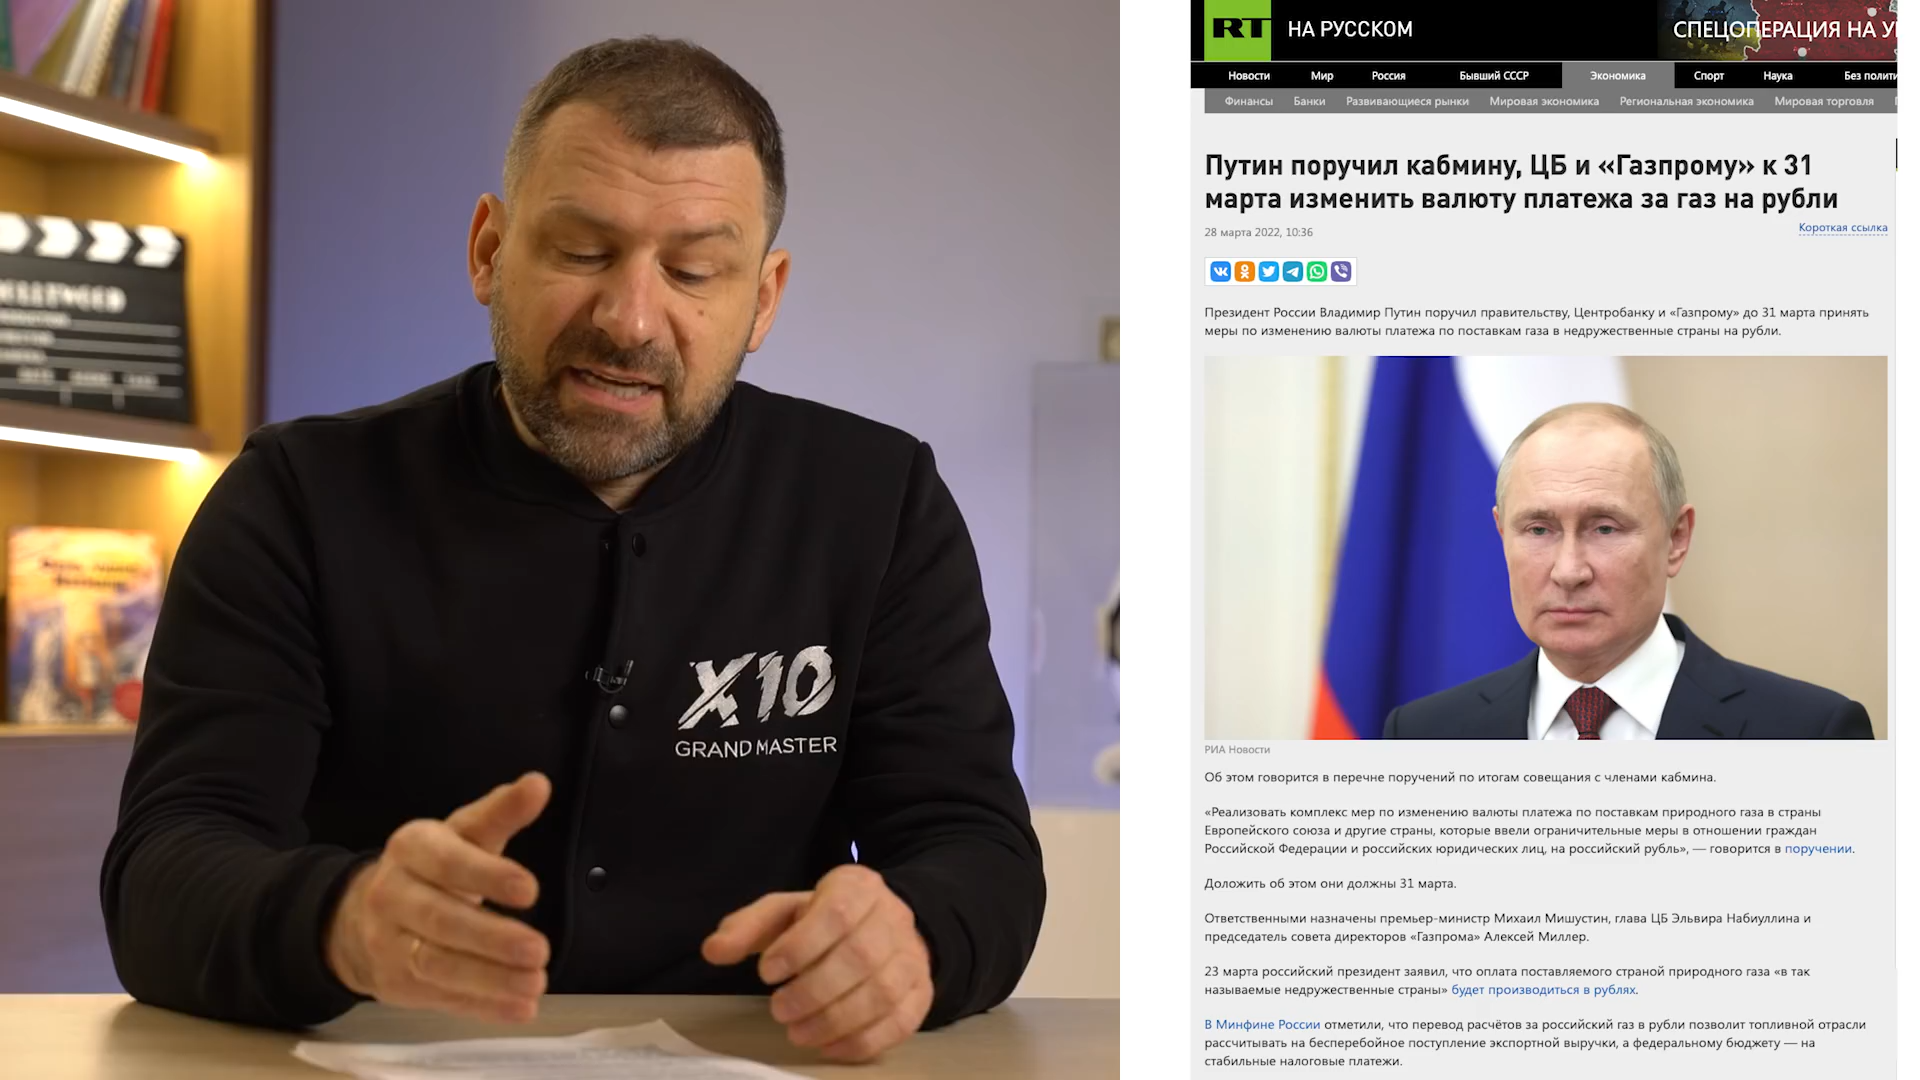 X10
GRAND MASTER
RT НА РУССКОМ
СПЕЦОПЕРАЦИЯ НА
Новости Мир Россия Бывший СССР Экономика Спорт Наука Без
Финансы Банки Развивающиеся рынки Мировая экономика Региональная экономика Мировая торговля
Путин поручил кабмину, ЦБ и «Газпрому» к 31
марта изменить валюту платежа за газ на рубли
28 марта 2022, 10:36
Короткая ссылка
Президент России Владимир Путин поручил правительству, Центробанку и «Газпрому» до 31 марта принять
меры по изменению валюты платежа по поставкам газа в недружественные страны на рубли.
РИА Новости
Об этом говорится в перечне поручений по итогам совещания с членами кабмина.
«Реализовать комплекс мер по изменению валюты платежа по поставкам природного газа в страны
Европейского союза и другие страны, которые ввели ограничительные меры в отношении граждан
Российской Федерации и российских юридических лиц, на российский рубль», — говорится в поручении.
Доложить об этом они должны 31 марта.
Ответственными назначены премьер-министр Михаил Мишустин, глава ЦБ Эльвира Набиуллина и
председатель совета директоров «Газпрома» Алексей Миллер.
23 марта российский президент заявил, что оплата поставляемого страной природного газа «в так
называемые недружественные страны» будет производиться в рублях.
В Минфине России отметили, что перевод расчётов за российский газ в рубли позволит топливной отрасли
рассчитывать на бесперебойное поступление экспортной выручки, а федеральному бюджету — на
стабильные налоговые платежи.